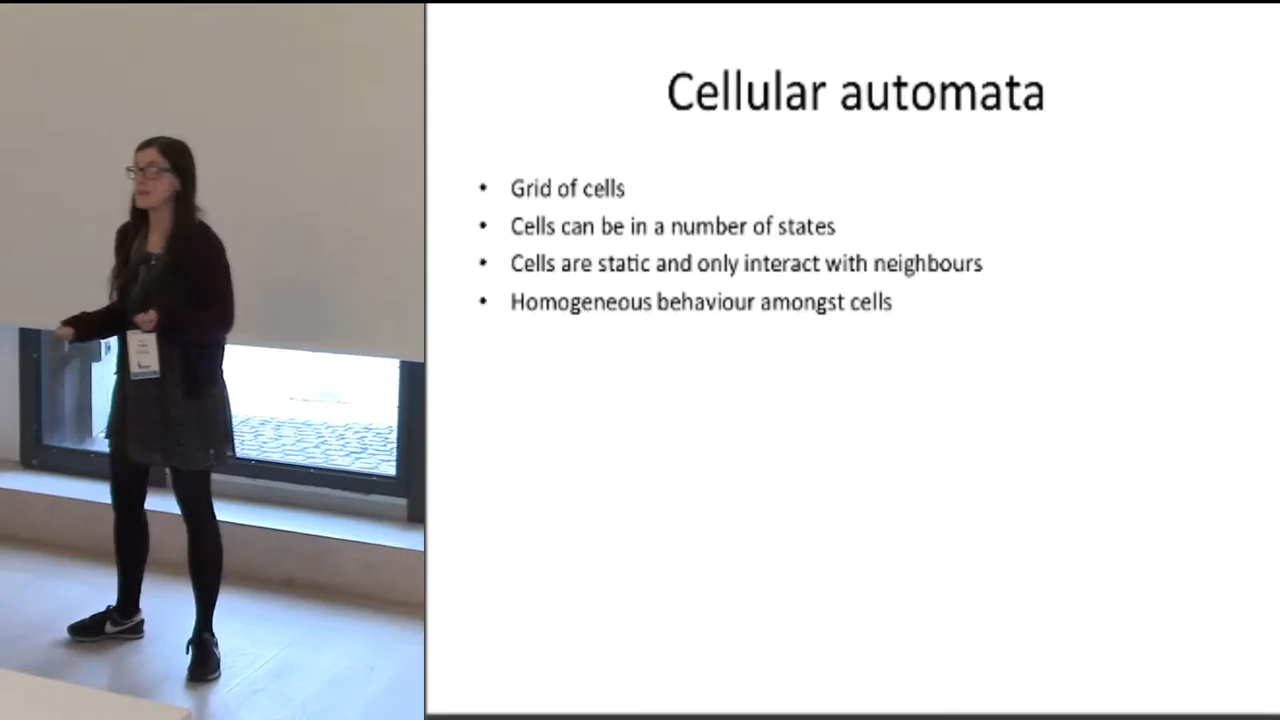 Cellular automata
• Grid of cells
• Cells can be in a number of states
• Cells are static and only interact with neighbours
• Homogeneous behaviour amongst cells